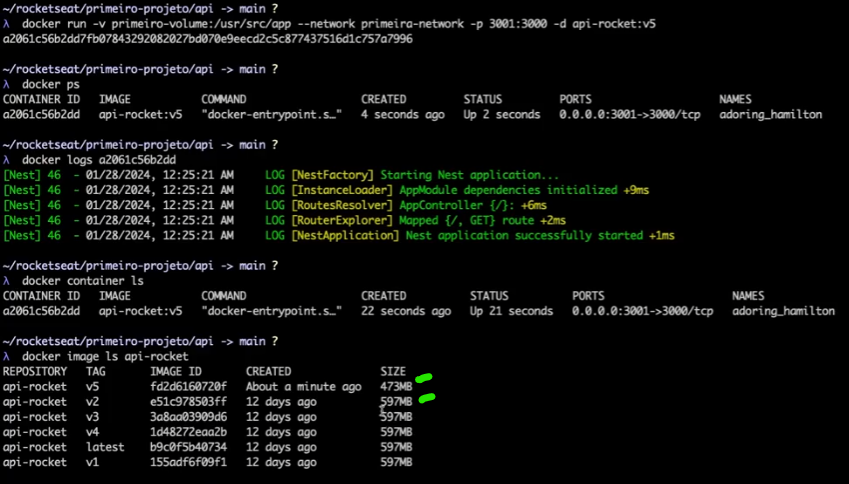 ~/rocketseat/primeiro-projeto/api -> main ?
λ docker run -v primeiro-volume:/usr/src/app --network primeira-network -p 3001:3000 -d api-rocket:v5
a2061c56b2dd7fb07843292082027bd070e9eecd2c5c877437516d1c757a7996
~/rocketseat/primeiro-projeto/api -> main ?
λ docker ps
CONTAINER ID IMAGE COMMAND CREATED STATUS PORTS NAMES
a2061c56b2dd api-rocket:v5 "docker-entrypoint.s…" 4 seconds ago Up 2 seconds 0.0.0.0:3001->3000/tcp adoring_hamilton
~/rocketseat/primeiro-projeto/api -> main ?
λ docker logs a2061c56b2dd
[Nest] 46 - 01/28/2024, 12:25:21 AM LOG [NestFactory] Starting Nest application...
[Nest] 46 - 01/28/2024, 12:25:21 AM LOG [InstanceLoader] AppModule dependencies initialized +9ms
[Nest] 46 - 01/28/2024, 12:25:21 AM LOG [RoutesResolver] AppController {/}: +6ms
[Nest] 46 - 01/28/2024, 12:25:21 AM LOG [RouterExplorer] Mapped {/, GET} route +2ms
[Nest] 46 - 01/28/2024, 12:25:21 AM LOG [NestApplication] Nest application successfully started +1ms
~/rocketseat/primeiro-projeto/api -> main ?
λ docker container ls
CONTAINER ID IMAGE COMMAND CREATED STATUS PORTS NAMES
a2061c56b2dd api-rocket:v5 "docker-entrypoint.s…" 22 seconds ago Up 21 seconds 0.0.0.0:3001->3000/tcp adoring_hamilton
~/rocketseat/primeiro-projeto/api -> main ?
λ docker image ls api-rocket
REPOSITORY TAG IMAGE ID CREATED SIZE
api-rocket v5 fd2d6160720f About a minute ago 473MB
api-rocket v2 e51c978503ff 12 days ago 597MB
api-rocket v3 3a8aa03909d6 12 days ago 597MB
api-rocket v4 1d48272eaa2b 12 days ago 597MB
api-rocket latest b9c0f5b40734 12 days ago 597MB
api-rocket v1 155adf6f09f1 12 days ago 597MB